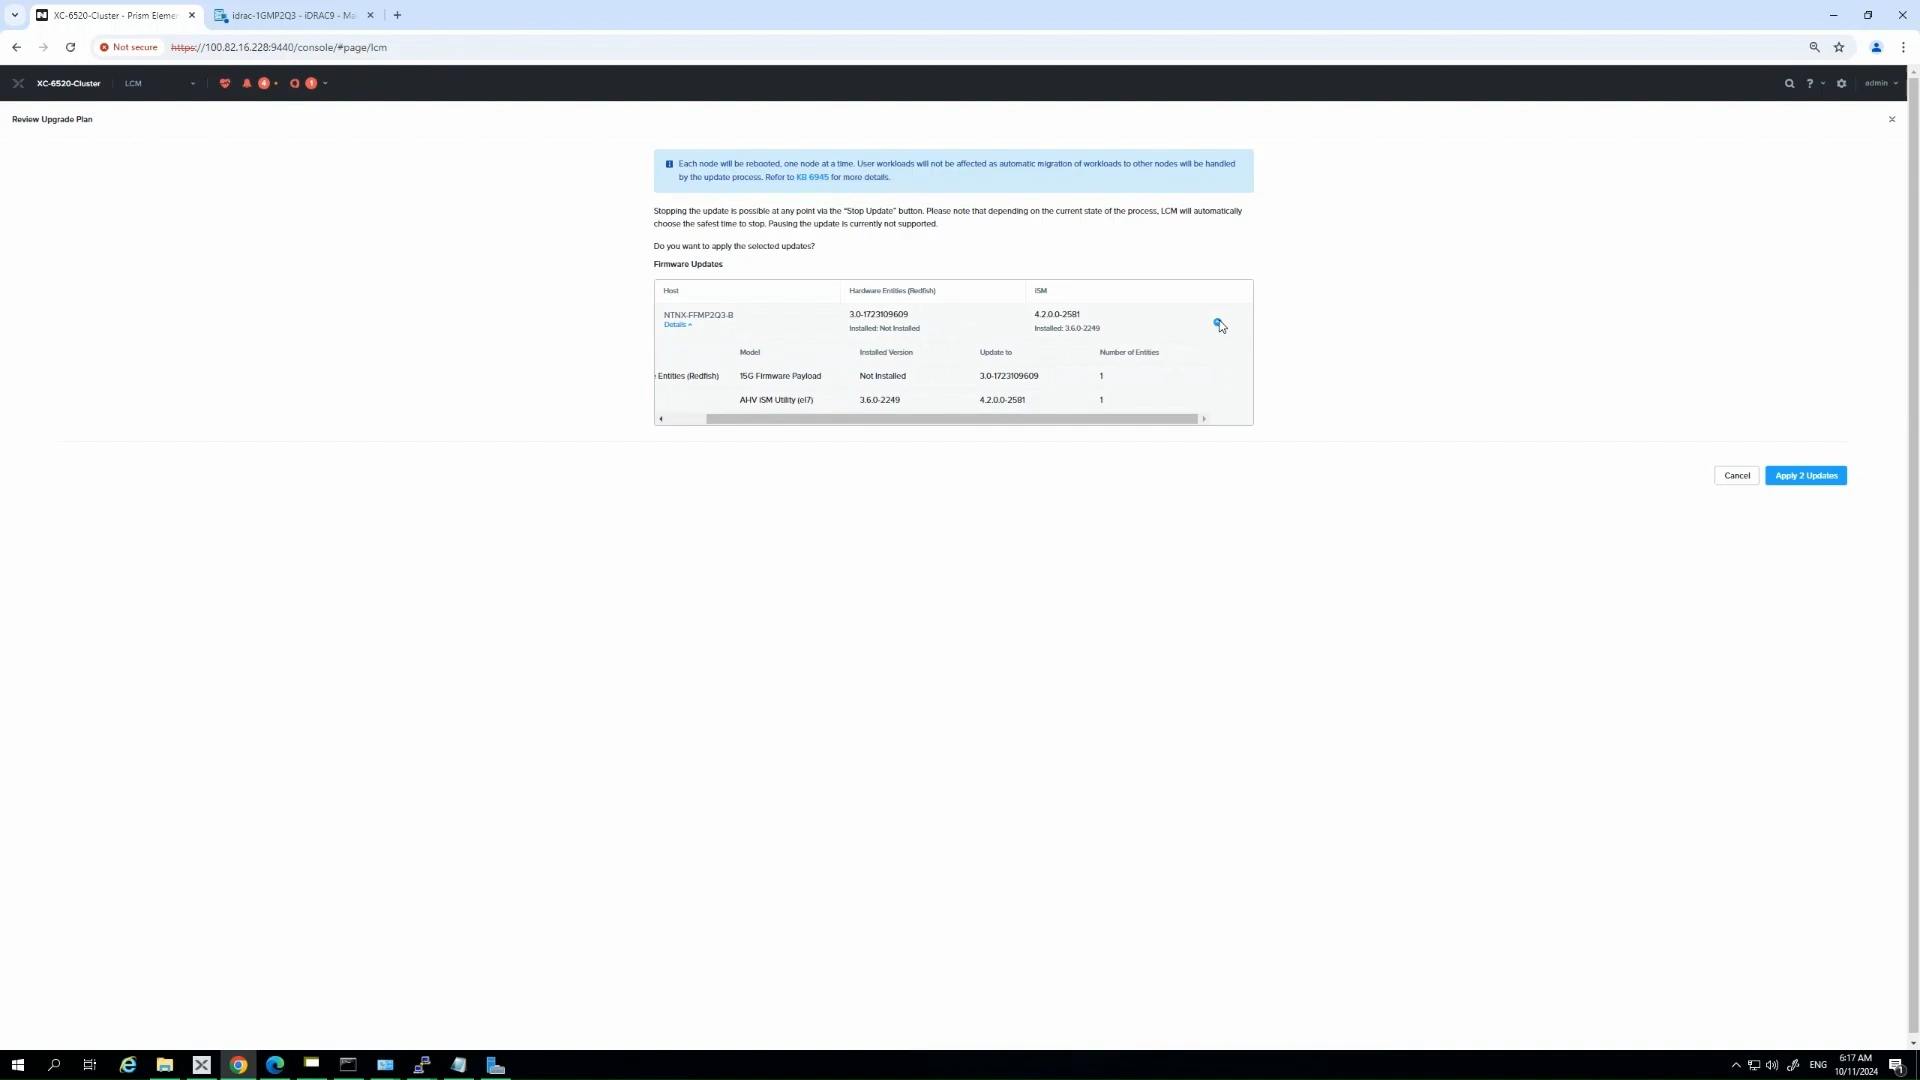 XC-6520-Cluster - Prism Elemen
idrac-1GMP2Q3 - iDRAC9 - Ma
Not secure
https://100.82.16.228:9440/console/#page/lcm
XC-6520-Cluster
LCM
4
1
?
admin
Review Upgrade Plan
Each node will be rebooted, one node at a time. User workloads will not be affected as automatic migration of workloads to other nodes will be handled
by the update process. Refer to KB 6945 for more details.
Stopping the update is possible at any point via the "Stop Update" button. Please note that depending on the current state of the process, LCM will automatically
choose the safest time to stop. Pausing the update is currently not supported.
Do you want to apply the selected updates?
Firmware Updates
Host
Hardware Entities (Redfish)
iSM
NTNX-FFMP2Q3-B
3.0-1723109609
4.2.0.0-2581
Details
Installed: Not Installed
Installed: 3.6.0-2249
Model
Installed Version
Update to
Number of Entities
Entities (Redfish)
15G Firmware Payload
Not Installed
3.0-1723109609
1
AHV iSM Utility (el7)
3.6.0-2249
4.2.0.0-2581
1
Cancel
Apply 2 Updates
ENG
6:17 AM
10/11/2024
1